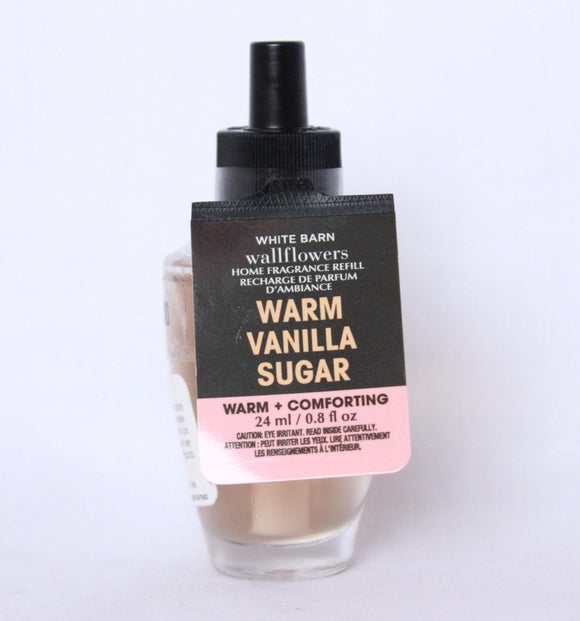 WHITE BARN
wallflowers
HOME FRAGRANCE REFILL
RECHARGE DE PARFUM
D'AMBIANCE
WARM
VANILLA
SUGAR
WARM + COMFORTING
24 ml / 0.8 fl oz
CAUTION: EYE IRRITANT. READ INSIDE CAREFULLY.
ATTENTION : PEUT IRRITER LES YEUX. LIRE ATTENTIVEMENT
LES RENSEIGNEMENTS À L'INTÉRIEUR.